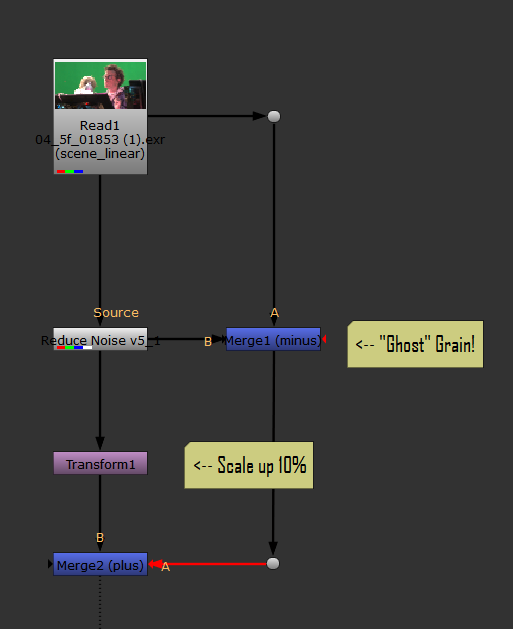 Read1
04_5f_01853 (1).exr
(scene_linear)
Source
A
Reduce Noise v5_1
B
Merge1 (minus)
<-- "Ghost" Grain!
Transform1
<-- Scale up 10%
B
Merge2 (plus)
A